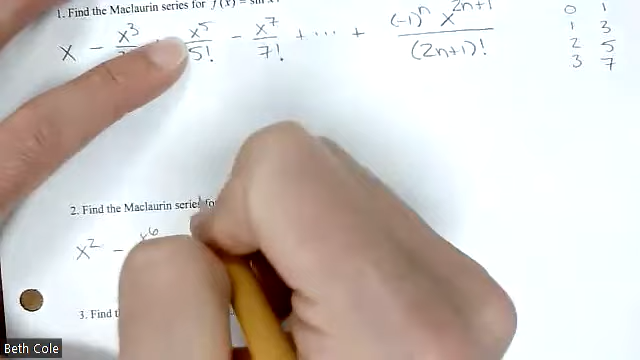 1. Find the Maclaurin series for f(x) = sin x
x - x³ x⁵/5! - x⁷/7! + ··· + (-1)ⁿ x²ⁿ⁺¹/(2n+1)!
0 1
1 3
2 5
3 7
2. Find the Maclaurin series fo
x² - x⁶
3. Find t
Beth Cole